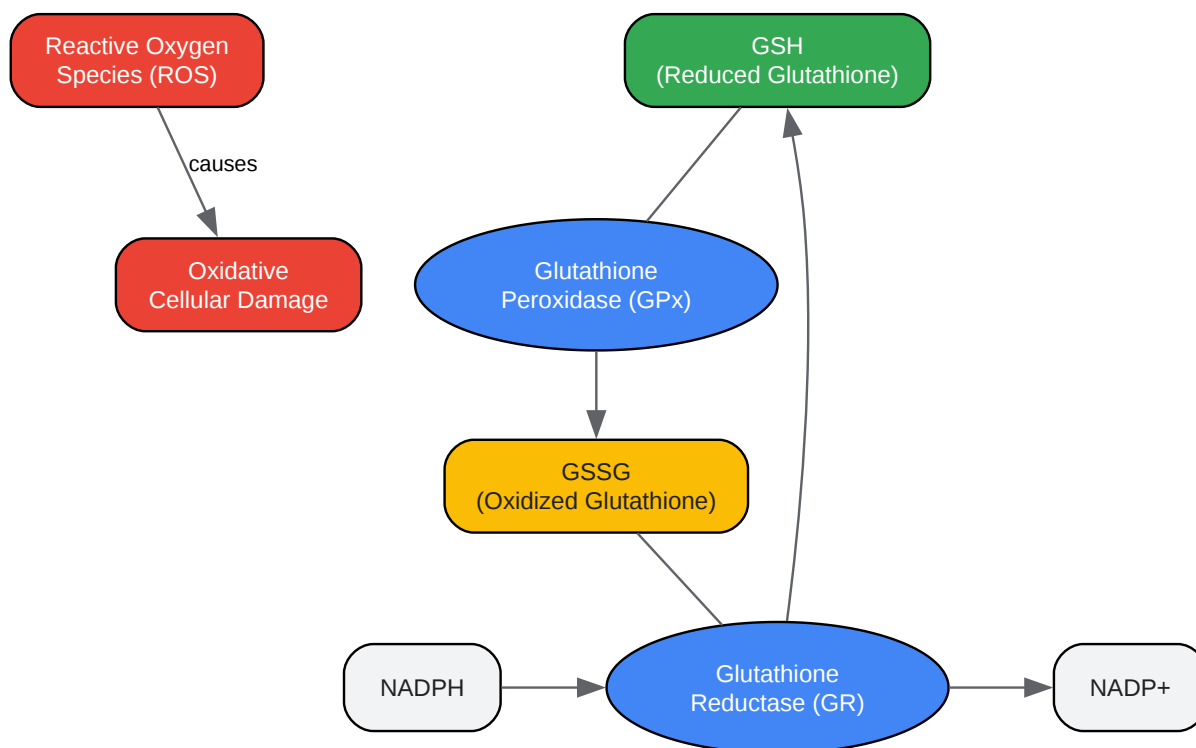 Reactive Oxygen
Species (ROS)
GSH
(Reduced Glutathione)
causes
Oxidative
Cellular Damage
Glutathione
Peroxidase (GPx)
GSSG
(Oxidized Glutathione)
NADPH
Glutathione
Reductase (GR)
NADP+